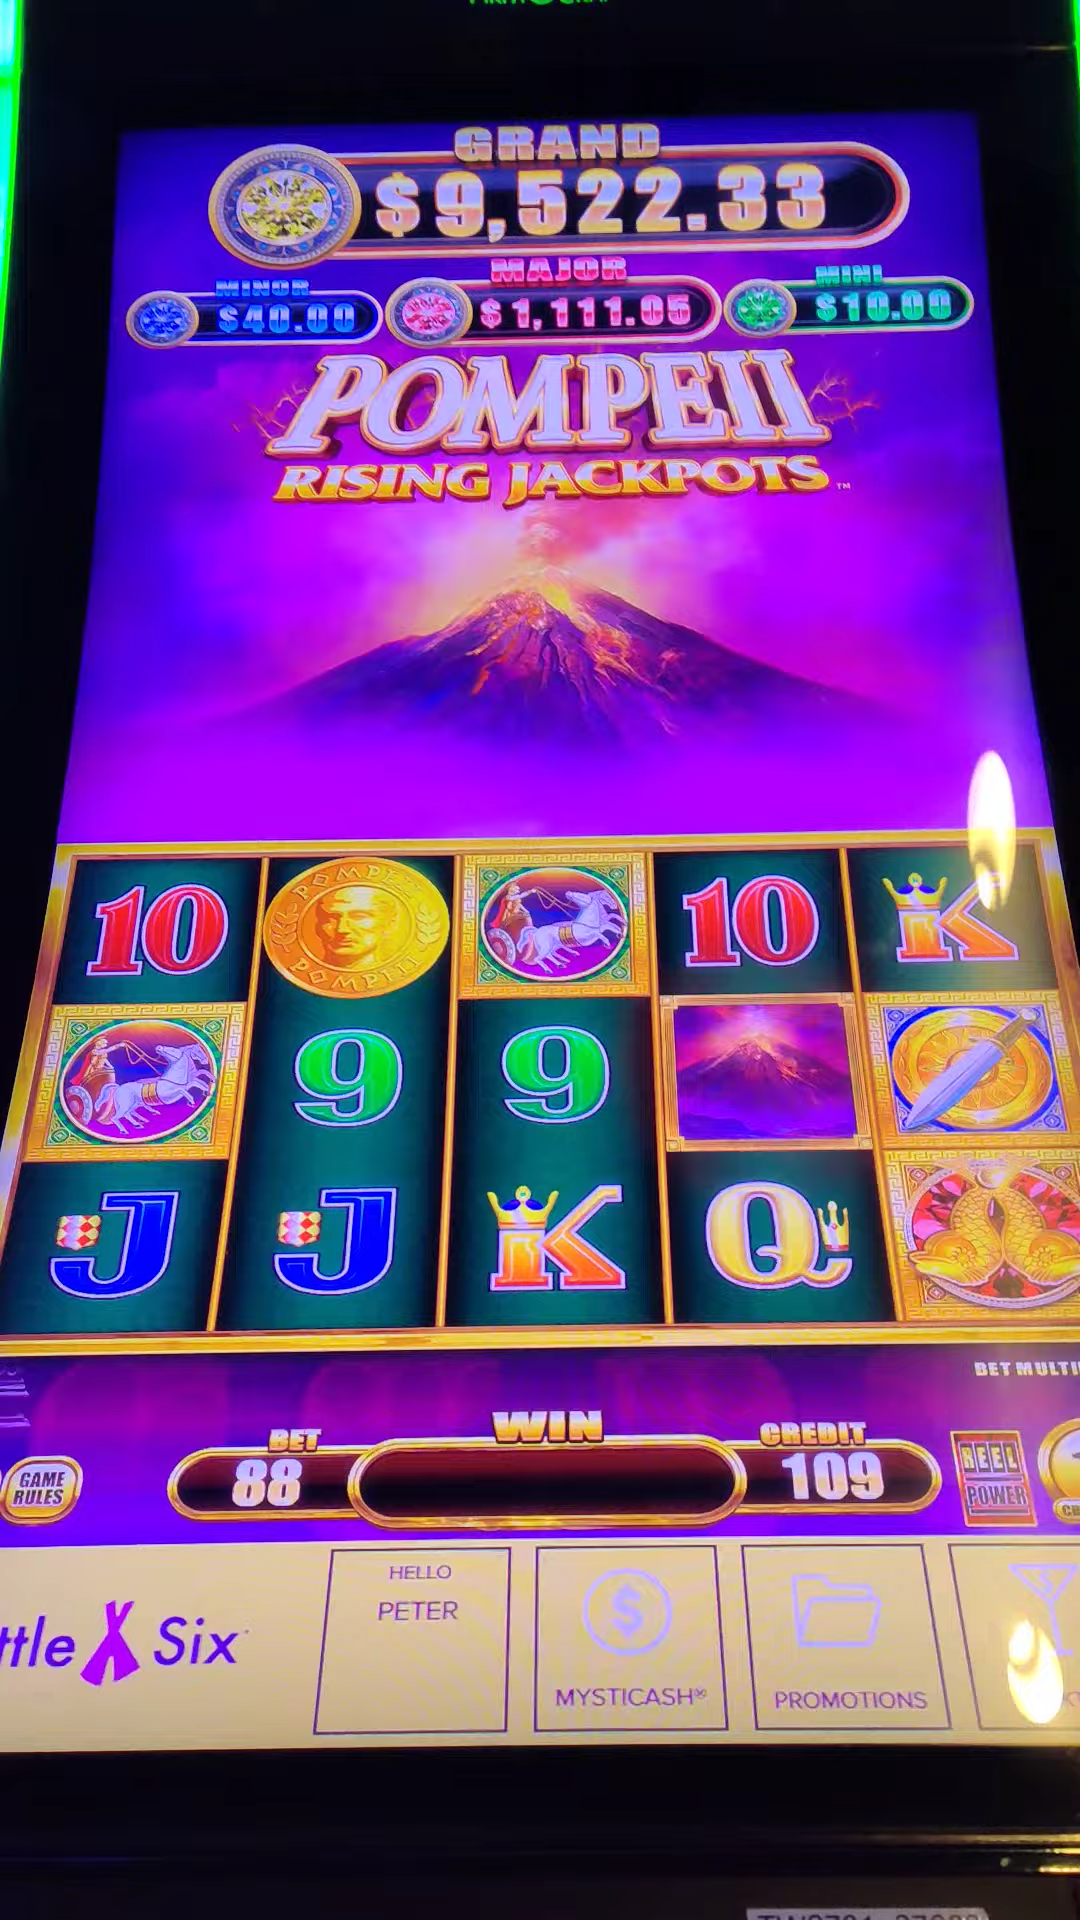 GRAND
$9,522.33
MINOR
$40.00
MAJOR
$1,111.05
MINI
$10.00
POMPEII
RISING JACKPOTS™
10
POMPEII
POMPEII
10
K
9
9
J
J
K
Q
BET MULTI
GAME
RULES
BET
88
WIN
CREDIT
109
REEL
POWER
ttle Six
HELLO
PETER
MYSTICASH®
PROMOTIONS